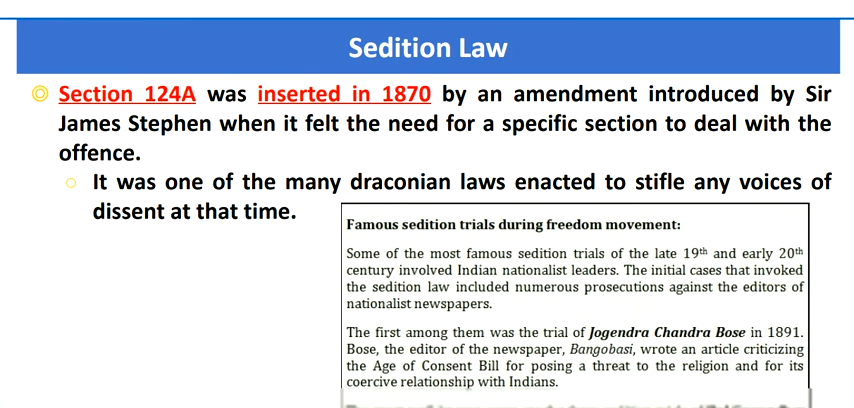 Sedition Law
Section 124A was inserted in 1870 by an amendment introduced by Sir
James Stephen when it felt the need for a specific section to deal with the
offence.
It was one of the many draconian laws enacted to stifle any voices of
dissent at that time.
Famous sedition trials during freedom movement:
Some of the most famous sedition trials of the late 19th and early 20th
century involved Indian nationalist leaders. The initial cases that invoked
the sedition law included numerous prosecutions against the editors of
nationalist newspapers.
The first among them was the trial of Jogendra Chandra Bose in 1891.
Bose, the editor of the newspaper, Bangobasi, wrote an article criticizing
the Age of Consent Bill for posing a threat to the religion and for its
coercive relationship with Indians.